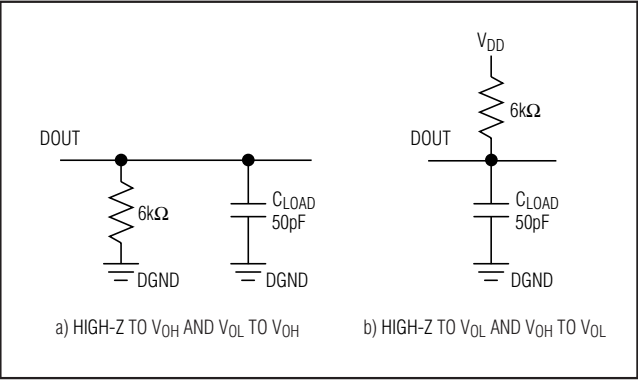 DOUT
6kΩ
DGND
CLOAD
50pF
DGND
a) HIGH-Z TO VOH AND VOL TO VOH
VDD
6kΩ
DOUT
CLOAD
50pF
DGND
b) HIGH-Z TO VOL AND VOH TO VOL